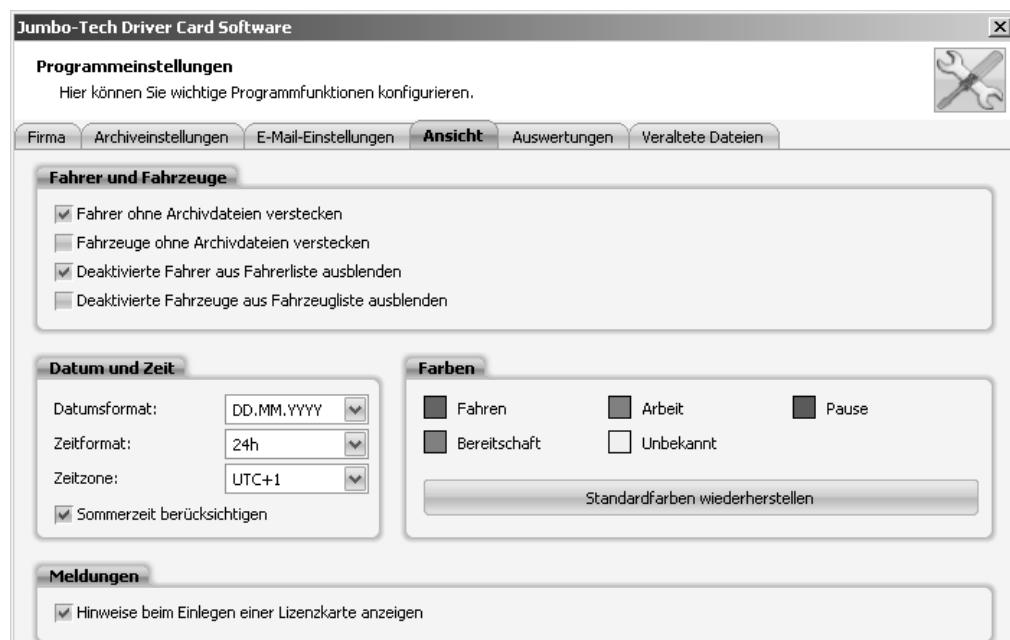 Jumbo-Tech Driver Card Software
Programmeinstellungen
Hier können Sie wichtige Programmfunktionen konfigurieren.
Firma Archiveinstellungen E-Mail-Einstellungen Ansicht Auswertungen Veraltete Dateien
Fahrer und Fahrzeuge
Fahrer ohne Archivdateien verstecken
Fahrzeuge ohne Archivdateien verstecken
Deaktivierte Fahrer aus Fahrerliste ausblenden
Deaktivierte Fahrzeuge aus Fahrzeugliste ausblenden
Datum und Zeit
Datumsformat: DD.MM.YYYY
Zeitformat: 24h
Zeitzone: UTC+1
Sommerzeit berücksichtigen
Farben
Fahren Arbeit Pause
Bereitschaft Unbekannt
Standardfarben wiederherstellen
Meldungen
Hinweise beim Einlegen einer Lizenzkarte anzeigen